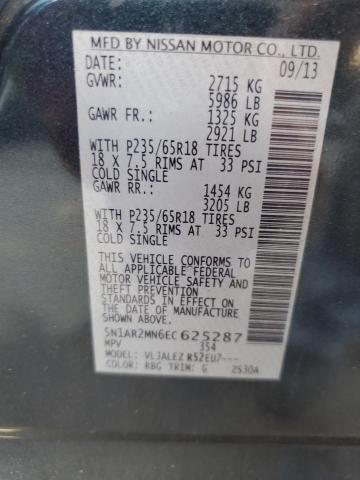 MFD BY NISSAN MOTOR CO., LTD.
DATE: 09/13
GVWR: 2715 KG
5986 LB
GAWR FR.: 1325 KG
2921 LB
WITH P235/65R18 TIRES
18 X 7.5 RIMS AT 33 PSI
COLD SINGLE
GAWR RR.: 1454 KG
3205 LB
WITH P235/65R18 TIRES
18 X 7.5 RIMS AT 33 PSI
COLD SINGLE
THIS VEHICLE CONFORMS TO
ALL APPLICABLE FEDERAL
MOTOR VEHICLE SAFETY
STANDARDS IN EFFECT ON
THE DATE OF MANUFACTURE
SHOWN ABOVE.
5N1AR2MN6EC 625287
MPV 354
MODEL: VL3ALEZ R52EU7---
COLOR: RBG TRIM: G 2S30A